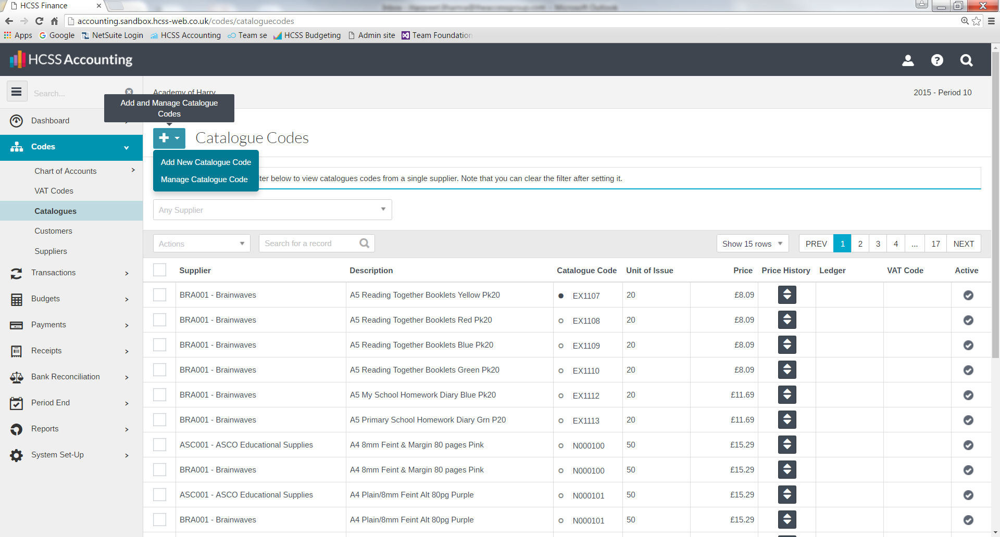 HCSS Finance
accounting.sandbox.hcss-web.co.uk/codes/cataloguecodes
Apps Google NetSuite Login HCSS Accounting Team se HCSS Budgeting Admin site Team Foundation
HCSS Accounting
Search...
Academy of Harry
2015 - Period 10
Add and Manage Catalogue
Codes
Dashboard
Codes
Chart of Accounts
VAT Codes
Catalogues
Customers
Suppliers
Transactions
Budgets
Payments
Receipts
Bank Reconciliation
Period End
Reports
System Set-Up
Catalogue Codes
Add New Catalogue Code
Manage Catalogue Code
ter below to view catalogues codes from a single supplier. Note that you can clear the filter after setting it.
Any Supplier
Actions
Search for a record
Show 15 rows
PREV 1 2 3 4 ... 17 NEXT
Supplier Description Catalogue Code Unit of Issue Price Price History Ledger VAT Code Active
BRA001 - Brainwaves A5 Reading Together Booklets Yellow Pk20 EX1107 20 £8.09
BRA001 - Brainwaves A5 Reading Together Booklets Red Pk20 EX1108 20 £8.09
BRA001 - Brainwaves A5 Reading Together Booklets Blue Pk20 EX1109 20 £8.09
BRA001 - Brainwaves A5 Reading Together Booklets Green Pk20 EX1110 20 £8.09
BRA001 - Brainwaves A5 My School Homework Diary Blue Pk20 EX1112 20 £11.69
BRA001 - Brainwaves A5 Primary School Homework Diary Grn P20 EX1113 20 £11.69
ASC001 - ASCO Educational Supplies A4 8mm Feint & Margin 80 pages Pink N000100 50 £15.29
BRA001 - Brainwaves A4 8mm Feint & Margin 80 pages Pink N000100 50 £15.29
ASC001 - ASCO Educational Supplies A4 Plain/8mm Feint Alt 80pg Purple N000101 50 £15.29
BRA001 - Brainwaves A4 Plain/8mm Feint Alt 80pg Purple N000101 50 £15.29